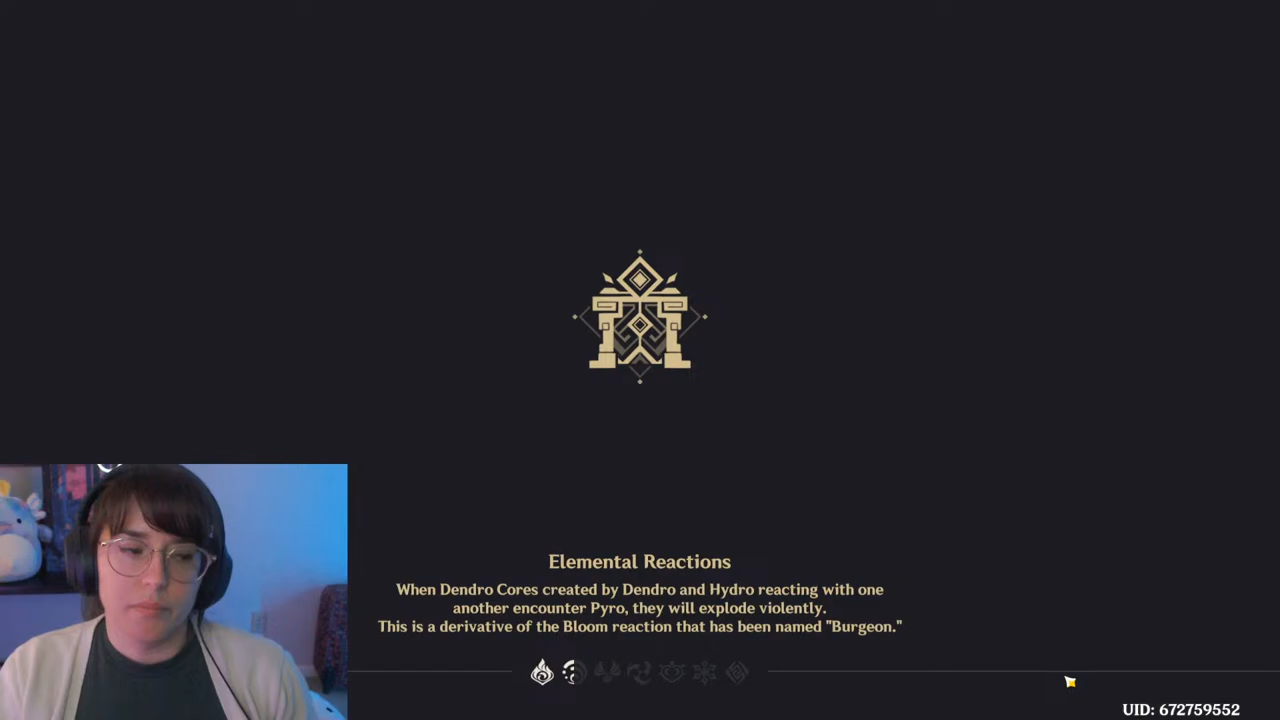 Elemental Reactions
When Dendro Cores created by Dendro and Hydro reacting with one
another encounter Pyro, they will explode violently.
This is a derivative of the Bloom reaction that has been named "Burgeon."
UID: 672759552